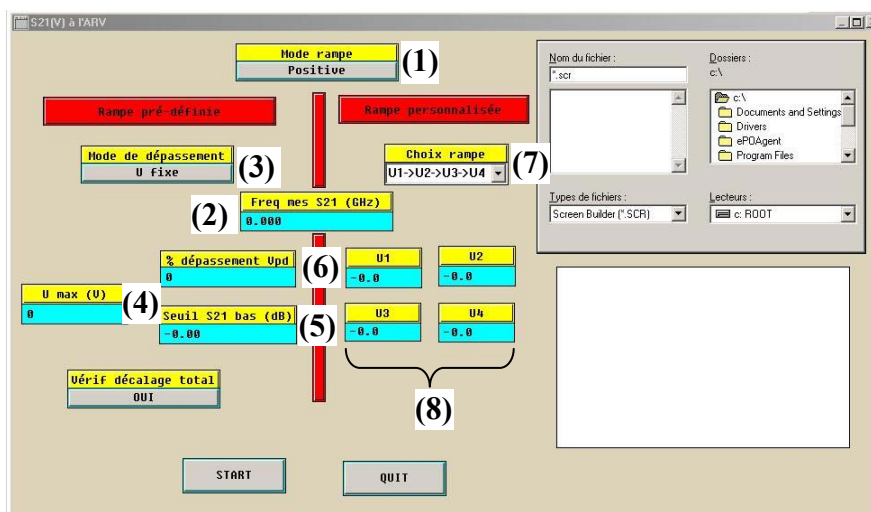 S21(V) à l'ARV
Mode rampe
Positive
(1)
Rampe pré-définie
Rampe personnalisée
Mode de dépassement
U fixe
(3)
Choix rampe
U1->U2->U3->U4
(7)
Freq mes S21 (GHz)
0.000
(2)
% dépassement Vpd
0
(6)
U1
-0.0
U2
-0.0
U max (V)
0
(4)
Seuil S21 bas (dB)
-0.00
(5)
U3
-0.0
U4
-0.0
(8)
Vérif décalage total
OUI
START
QUIT
Nom du fichier :
*.scr
Dossiers :
c:\
c:\
Documents and Settings
Drivers
ePOAgent
Program Files
Types de fichiers :
Screen Builder (*.SCR)
Lecteurs :
c: ROOT